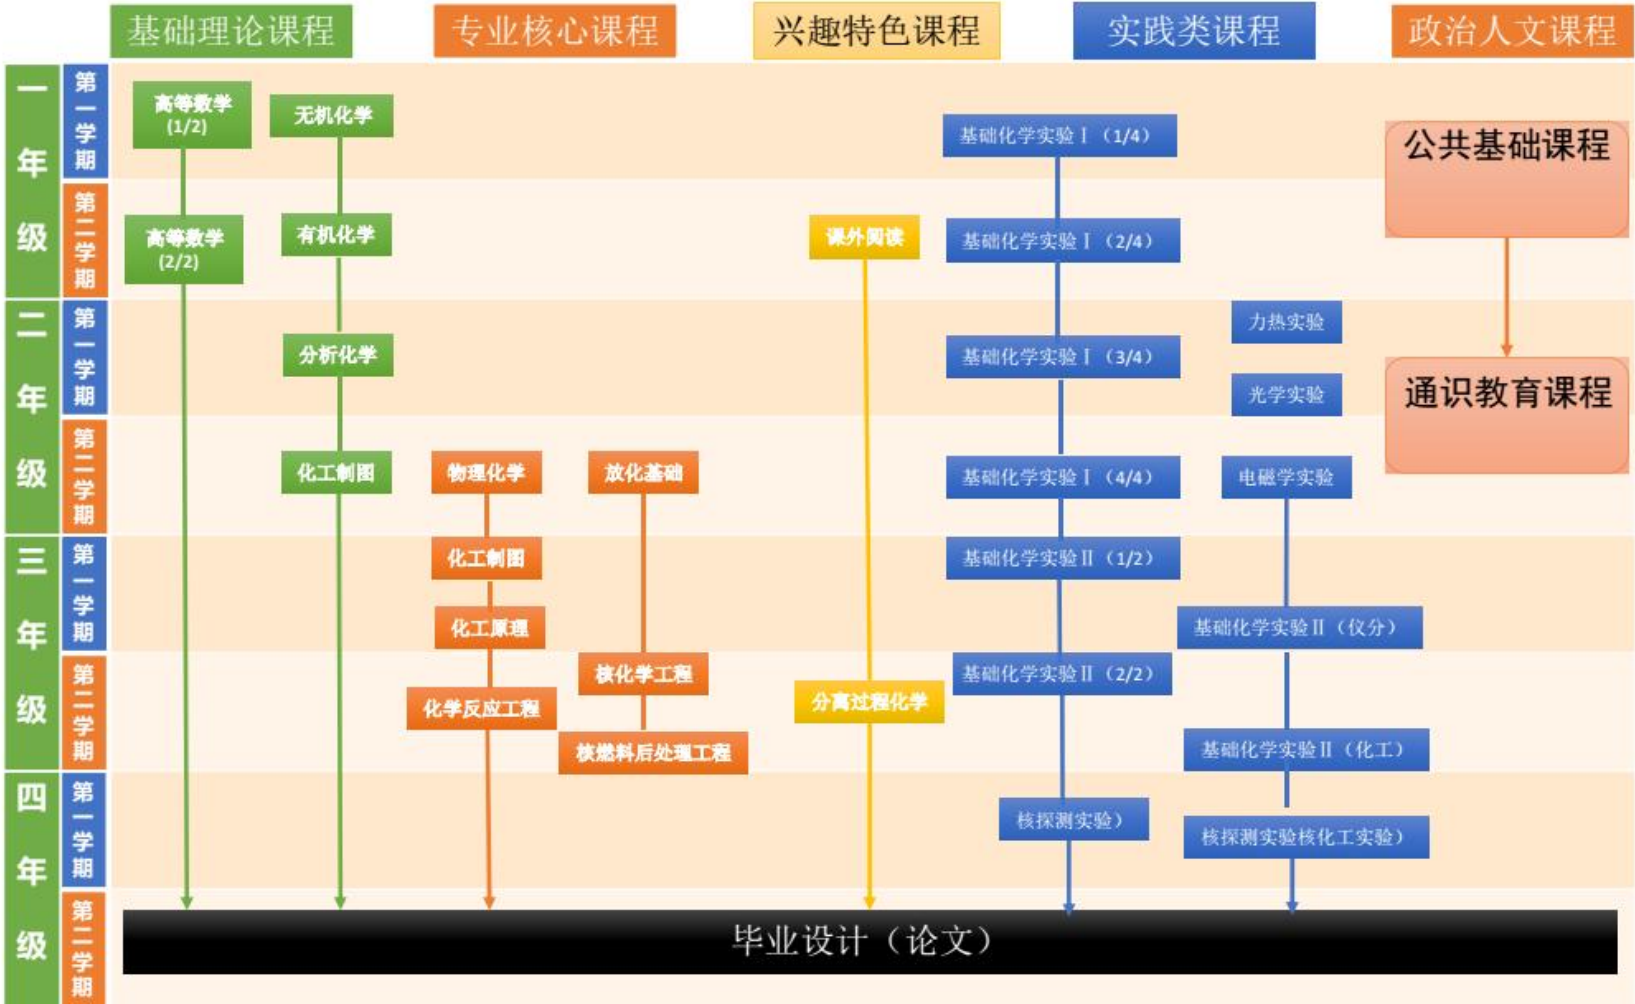 基础理论课程
专业核心课程
兴趣特色课程
实践类课程
政治人文课程
一年级
第一学期
高等数学
(1/2)
无机化学
基础化学实验Ⅰ（1/4）
公共基础课程
第二学期
高等数学
(2/2)
有机化学
课外阅读
基础化学实验Ⅰ（2/4）
二年级
第一学期
分析化学
基础化学实验Ⅰ（3/4）
力热实验
光学实验
通识教育课程
第二学期
化工制图
物理化学
放化基础
基础化学实验Ⅰ（4/4）
电磁学实验
三年级
第一学期
化工制图
化工原理
基础化学实验Ⅱ（1/2）
基础化学实验Ⅱ（仪分）
第二学期
化学反应工程
核化学工程
核燃料后处理工程
分离过程化学
基础化学实验Ⅱ（2/2）
基础化学实验Ⅱ（化工）
四年级
第一学期
核探测实验）
核探测实验核化工实验）
第二学期
毕业设计（论文）